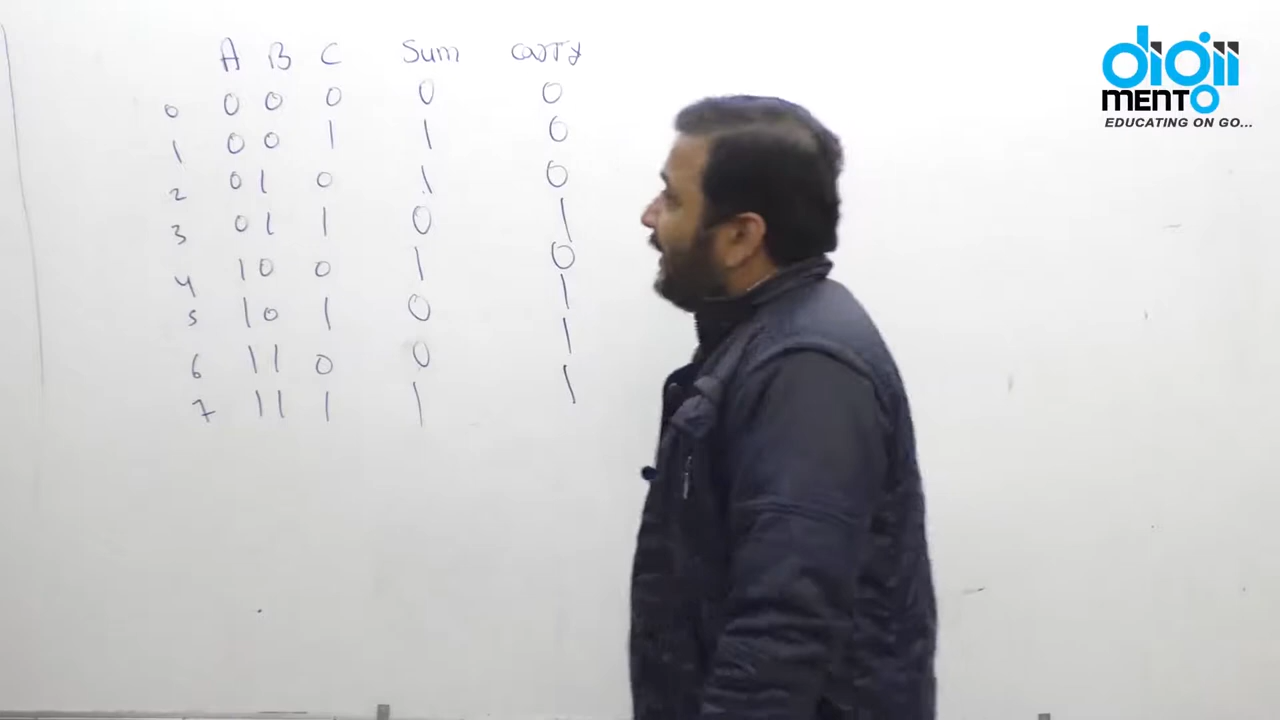 A B C Sum carry
0 0 0 0 0 0
1 0 0 1 1 0
2 0 1 0 1 0
3 0 1 1 0 1
4 1 0 0 1 0
5 1 0 1 0 1
6 1 1 0 0 1
7 1 1 1 1 1
digiimento
EDUCATING ON GO...